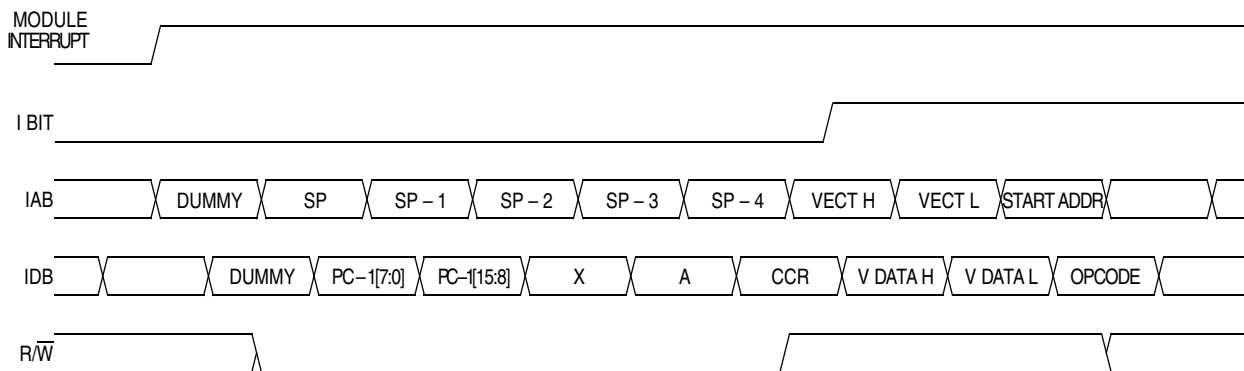 MODULE
INTERRUPT
I BIT
IAB DUMMY SP SP – 1 SP – 2 SP – 3 SP – 4 VECT H VECT L START ADDR
IDB DUMMY PC – 1[7:0] PC–1[15:8] X A CCR V DATA H V DATA L OPCODE
R/W̅